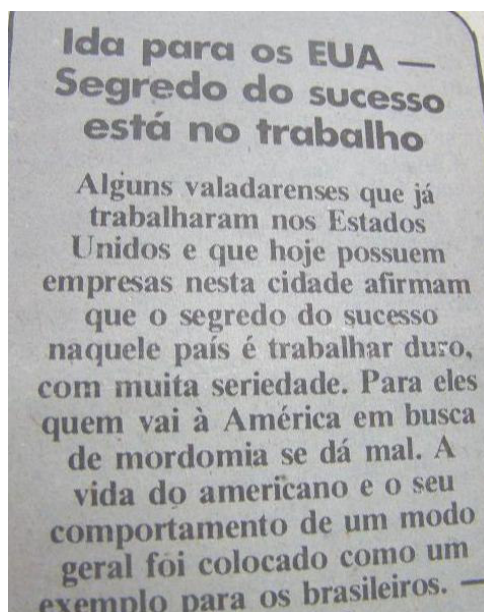 Ida para os EUA —
Segredo do sucesso
está no trabalho
Alguns valadarenses que já
trabalharam nos Estados
Unidos e que hoje possuem
empresas nesta cidade afirmam
que o segredo do sucesso
naquele país é trabalhar duro,
com muita seriedade. Para eles
quem vai à América em busca
de mordomia se dá mal. A
vida do americano e o seu
comportamento de um modo
geral foi colocado como um
exemplo para os brasileiros. —